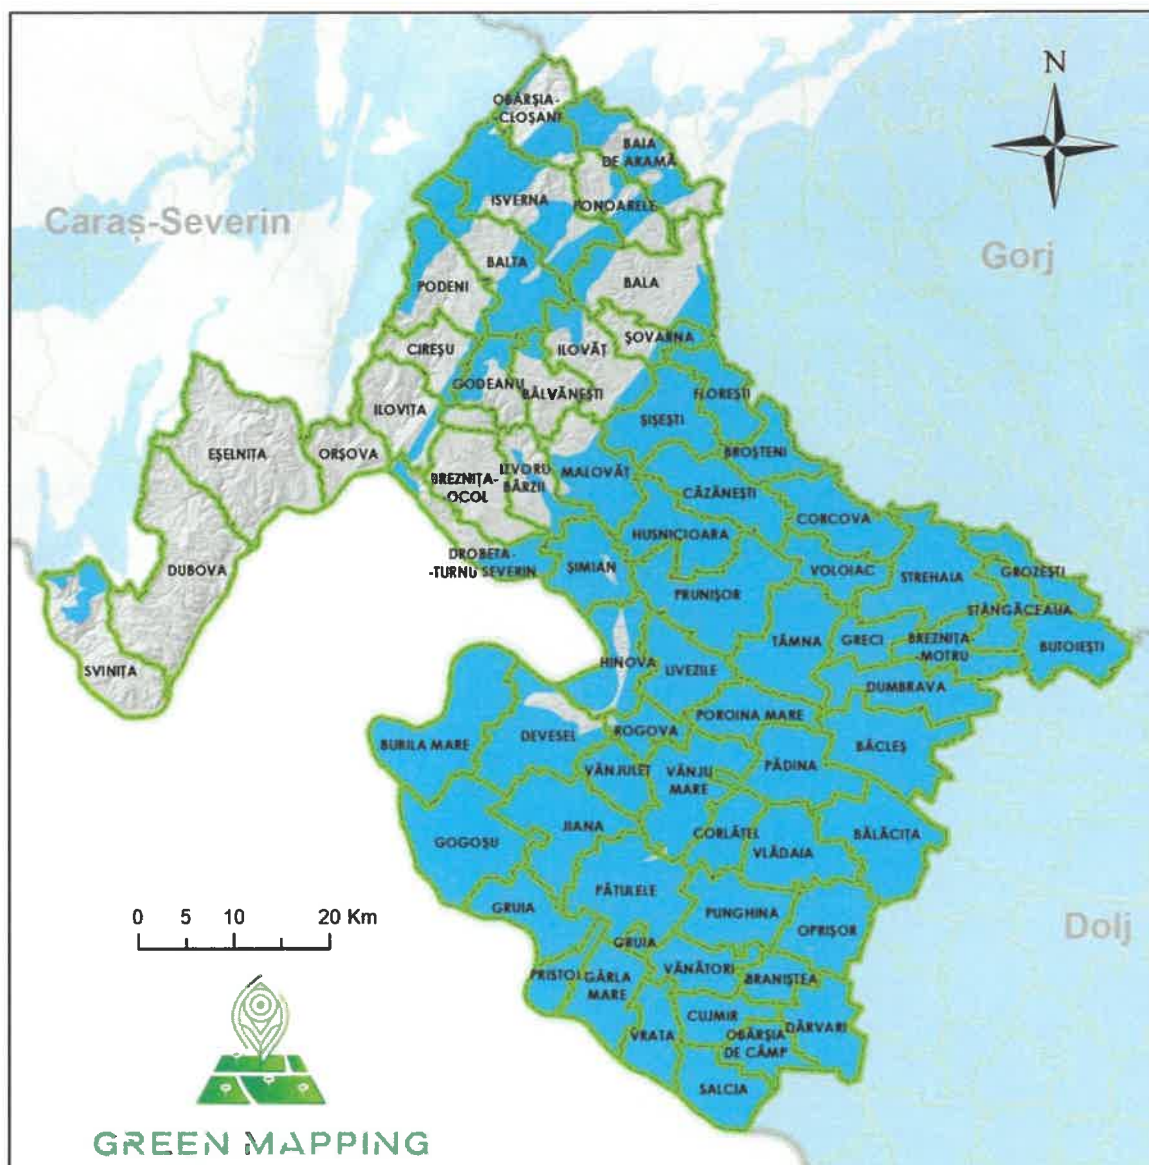 OBÂRȘIA-
-CLOȘANI
N
BAIA
DE ARAMĂ
ISVERNA
PONOARELE
Caraș-Severin
Gorj
BALTA
BALA
PODENI
ȘOVARNA
CIREȘU
ILOVĂȚ
GODEANU
BÂLVĂNEȘTI
FLOREȘTI
ILOVIȚA
ȘIȘEȘTI
EȘELNIȚA
ORȘOVA
BROȘTENI
BREZNIȚA-
-OCOL
IZVORU
BÂRZII
MALOVĂȚ
CĂZĂNEȘTI
CORCOVA
HUSNICIOARA
DROBETA-
-TURNU SEVERIN
ȘIMIAN
DUBOVA
VOLOIAC
STREHAIA
GROZEȘTI
PRUNIȘOR
STÂNGĂCEAUA
TÂMNA
GRECI
BREZNIȚA-
-MOTRU
BUTOIEȘTI
SVINIȚA
HINOVA
LIVEZILE
DUMBRAVA
POROINA MARE
DEVESEL
ROGOVA
BURILA MARE
BÂCLEȘ
VÂNJULEȚ
VÂNJU
MARE
PĂDINA
JIANA
CORLĂȚEL
BĂLĂCIȚA
GOGOȘU
VLĂDAIA
PĂTULELE
GRUIA
PUNGHINA
OPRIȘOR
0 5 10 20 Km
Dolj
GRUIA
PRISTOL
GÂRLA
MARE
VÂNĂTORI
BRANIȘTEA
CUJMIR
VRATA
OBÂRȘIA
DE CÂMP
DÂRVARI
SALCIA
GREEN MAPPING